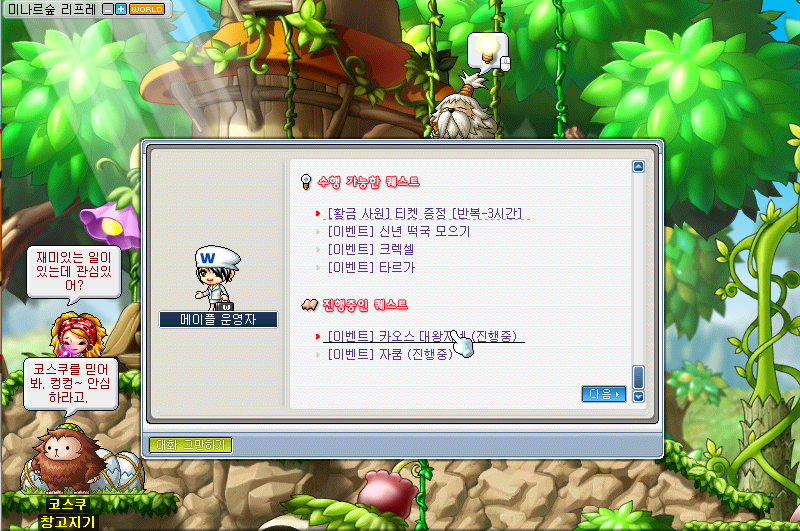 미나르숲 리프레
WORLD
수행 가능한 퀘스트
[황금 사원] 티켓 증정 [반복-3시간]
[이벤트] 신년 떡국 모으기
[이벤트] 크렉셀
[이벤트] 타르가
W
메이플 운영자
진행중인 퀘스트
[이벤트] 카오스 대왕지네 (진행중)
[이벤트] 자쿰 (진행중)
다음
대화 그만하기
재미있는 일이
있는데 관심있
어?
코스쿠를 믿어
봐, 컹컹~ 안심
하라고.
코스쿠
창고지기